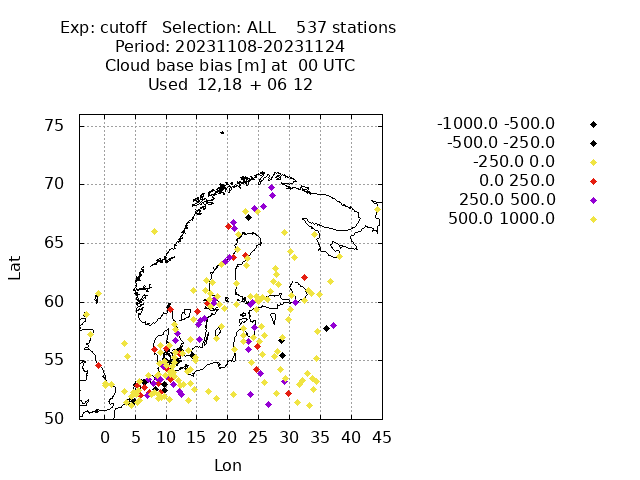 Exp: cutoff Selection: ALL 537 stations
Period: 20231108-20231124
Cloud base bias [m] at 00 UTC
Used 12,18 + 06 12
-1000.0 -500.0
-500.0 -250.0
-250.0 0.0
0.0 250.0
250.0 500.0
500.0 1000.0
75
70
65
60
55
50
Lat
0 5 10 15 20 25 30 35 40 45
Lon